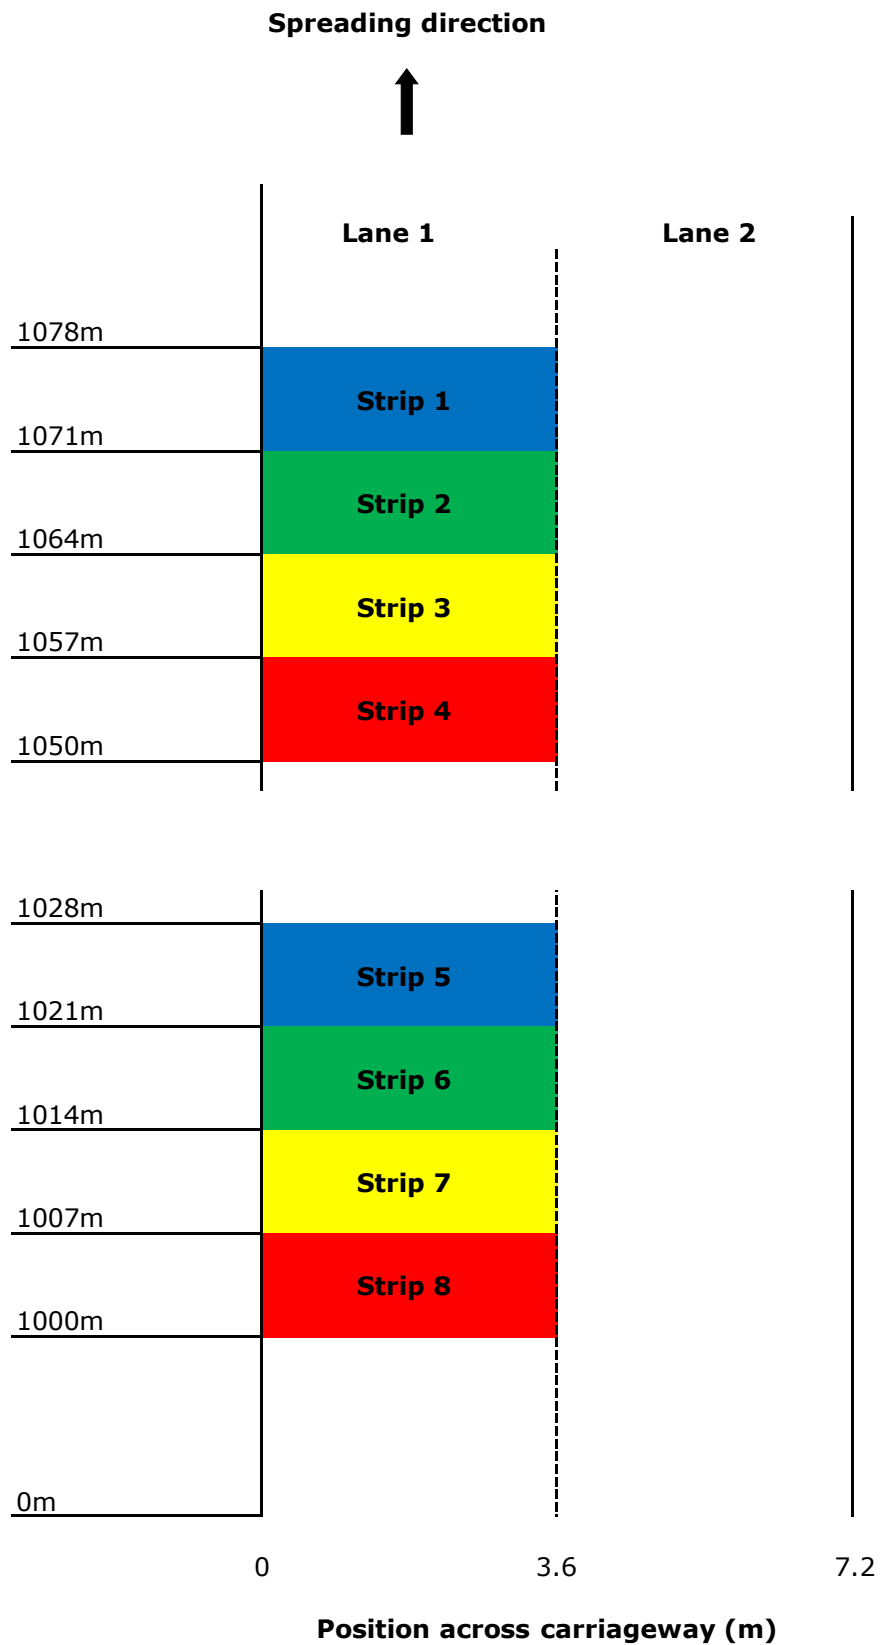 Spreading direction
Lane 1 Lane 2
1078m
Strip 1
1071m
Strip 2
1064m
Strip 3
1057m
Strip 4
1050m
1028m
Strip 5
1021m
Strip 6
1014m
Strip 7
1007m
Strip 8
1000m
0m
0 3.6 7.2
Position across carriageway (m)